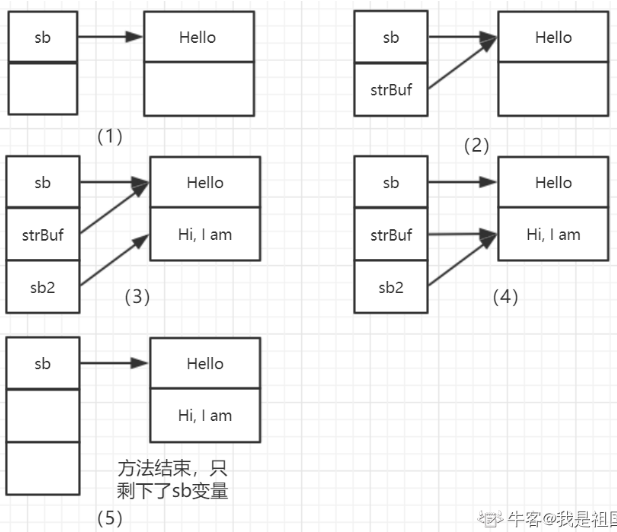 sb
Hello
(1)
sb
Hello
strBuf
(2)
sb
Hello
strBuf
Hi, I am
sb2
(3)
sb
Hello
strBuf
Hi, I am
sb2
(4)
sb
Hello
Hi, I am
方法结束，只
剩下了sb变量
(5)
牛客@我是祖国